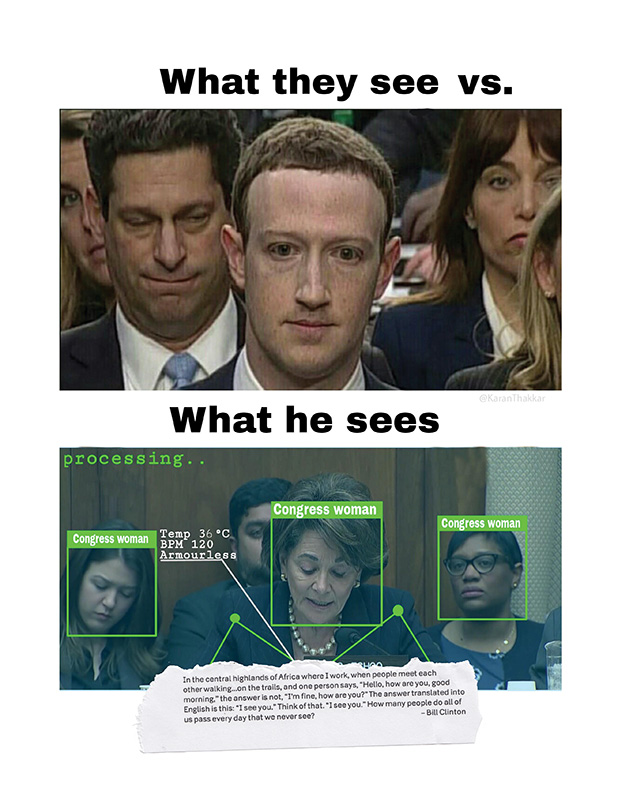 What they see vs.
@KaranThakkar
What he sees
processing..
Congress woman
Congress woman
Congress woman
Temp 36 °C
BPM 120
Armourless
In the central highlands of Africa where I work, when people meet each
other walking...on the trails, and one person says, "Hello, how are you, good
morning," the answer is not, "I'm fine, how are you?" The answer translated into
English is this: "I see you." Think of that. "I see you." How many people do all of
us pass every day that we never see?
– Bill Clinton